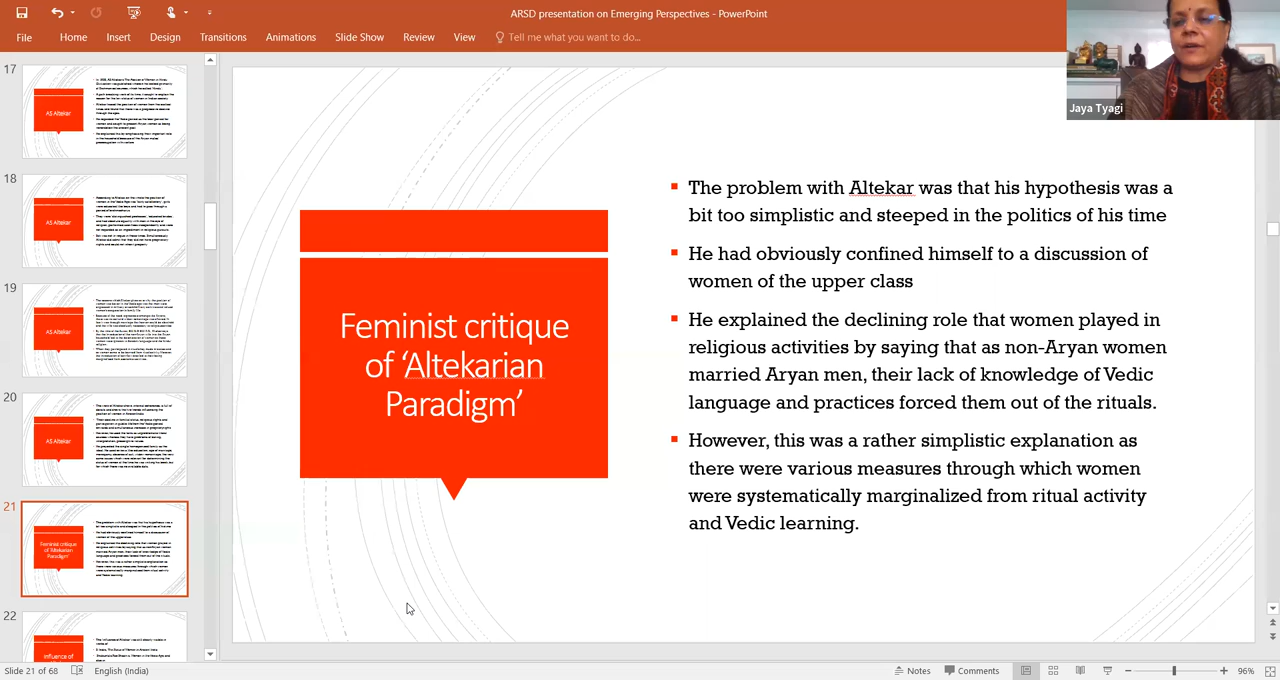 ARSD presentation on Emerging Perspectives - PowerPoint
File Home Insert Design Transitions Animations Slide Show Review View Tell me what you want to do...
Jaya Tyagi
17
AS Altekar
18
AS Altekar
19
AS Altekar
20
AS Altekar
21
Feminist critique
of 'Altekarian
Paradigm'
22
Influence of
Feminist critique
of ‘Altekarian
Paradigm’
The problem with Altekar was that his hypothesis was a
bit too simplistic and steeped in the politics of his time
He had obviously confined himself to a discussion of
women of the upper class
He explained the declining role that women played in
religious activities by saying that as non-Aryan women
married Aryan men, their lack of knowledge of Vedic
language and practices forced them out of the rituals.
However, this was a rather simplistic explanation as
there were various measures through which women
were systematically marginalized from ritual activity
and Vedic learning.
Slide 21 of 68 English (India) Notes Comments 96%